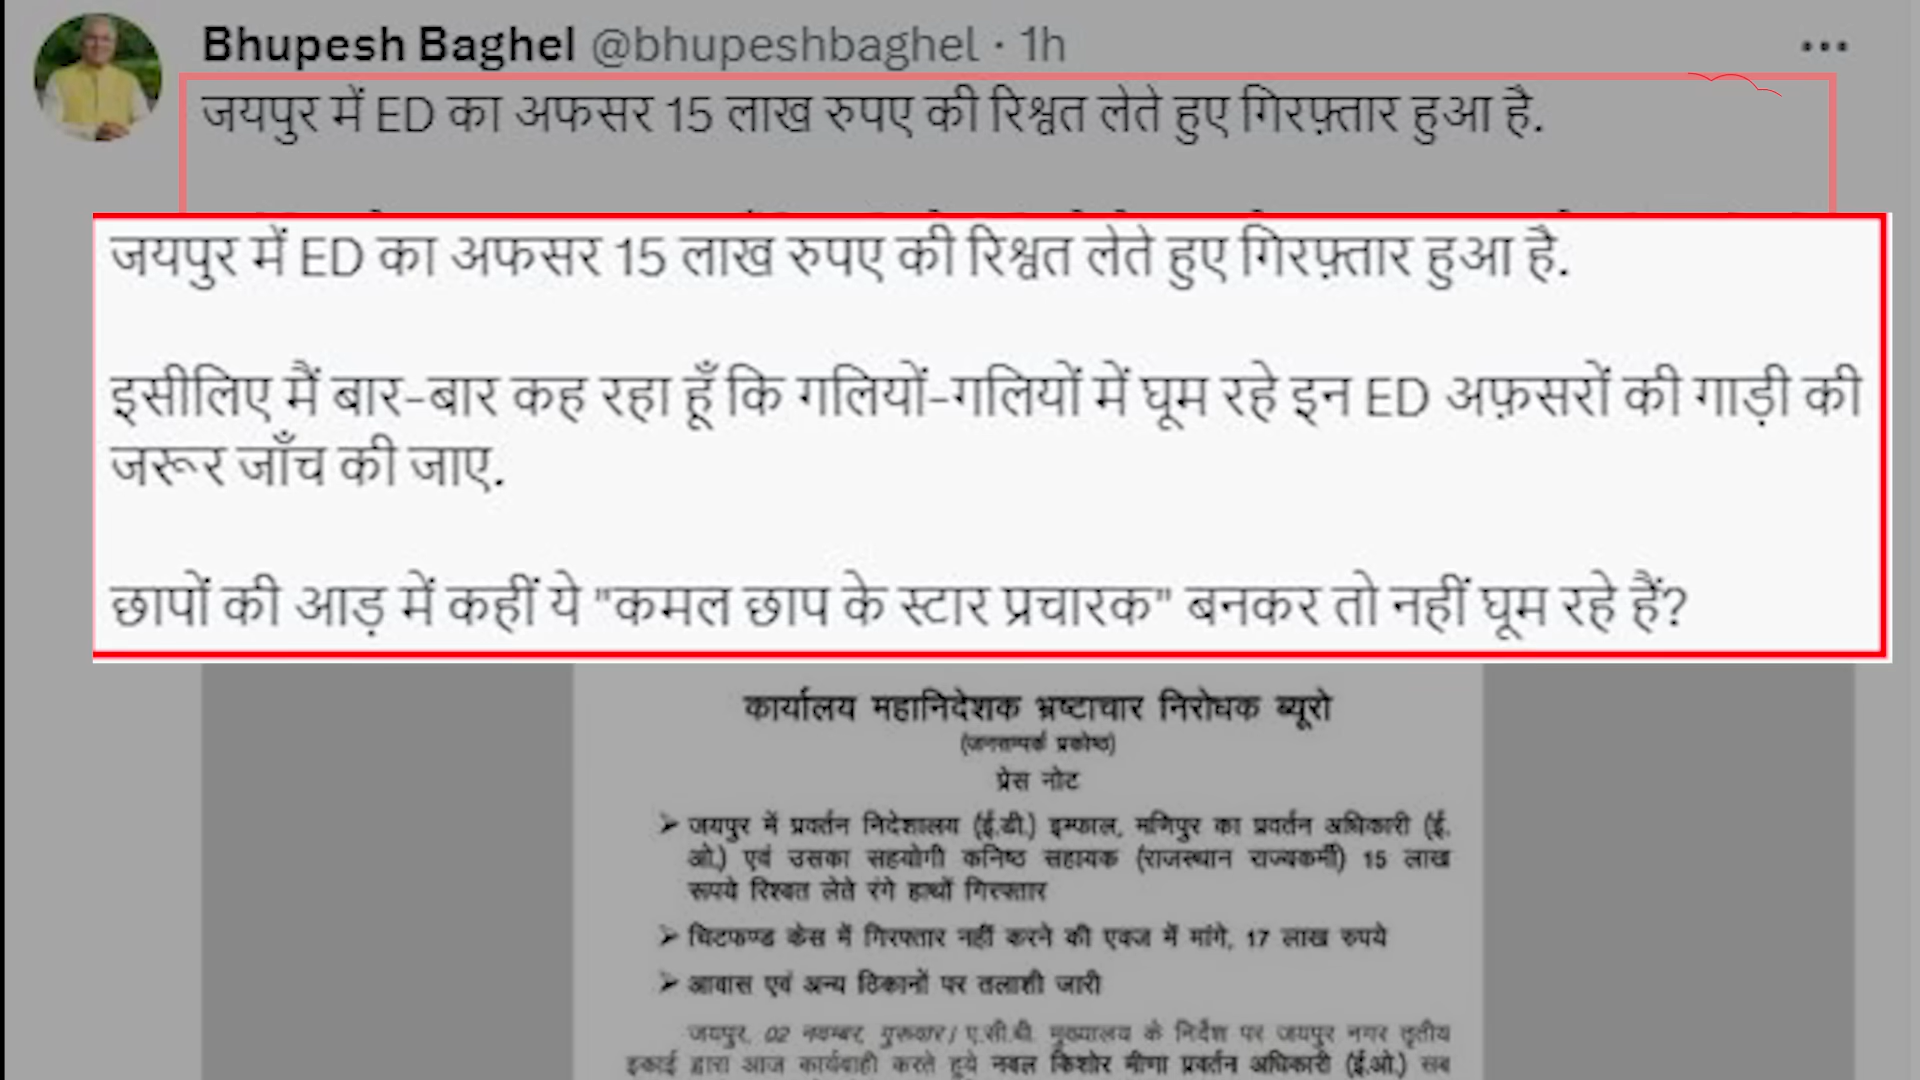 Bhupesh Baghel @bhupeshbaghel · 1h
जयपुर में ED का अफसर 15 लाख रुपए की रिश्वत लेते हुए गिरफ़्तार हुआ है.
जयपुर में ED का अफसर 15 लाख रुपए की रिश्वत लेते हुए गिरफ़्तार हुआ है.
इसीलिए मैं बार-बार कह रहा हूँ कि गलियों-गलियों में घूम रहे इन ED अफ़सरों की गाड़ी की
जरूर जाँच की जाए.
छापों की आड़ में कहीं ये "कमल छाप के स्टार प्रचारक" बनकर तो नहीं घूम रहे हैं?
कार्यालय महानिदेशक भ्रष्टाचार निरोधक ब्यूरो
(जनसम्पर्क प्रकोष्ठ)
प्रेस नोट
➢ जयपुर में प्रवर्तन निदेशालय (ई.डी.) इम्फाल, मणिपुर का प्रवर्तन अधिकारी (ई.
ओ.) एवं उसका सहयोगी कनिष्ठ सहायक (राजस्थान राज्यकर्मी) 15 लाख
रूपये रिश्वत लेते रंगे हाथों गिरफ्तार
➢ चिटफण्ड केस में गिरफ्तार नहीं करने की एवज में मांगे, 17 लाख रुपये
➢ आवास एवं अन्य ठिकानों पर तलाशी जारी
जयपुर, 02 नवम्बर, गुरूवार। ए.सी.बी. मुख्यालय के निर्देश पर जयपुर नगर तृतीय
इकाई द्वारा आज कार्यवाही करते हुये नवल किशोर मीणा प्रवर्तन अधिकारी (ई.ओ.) सब